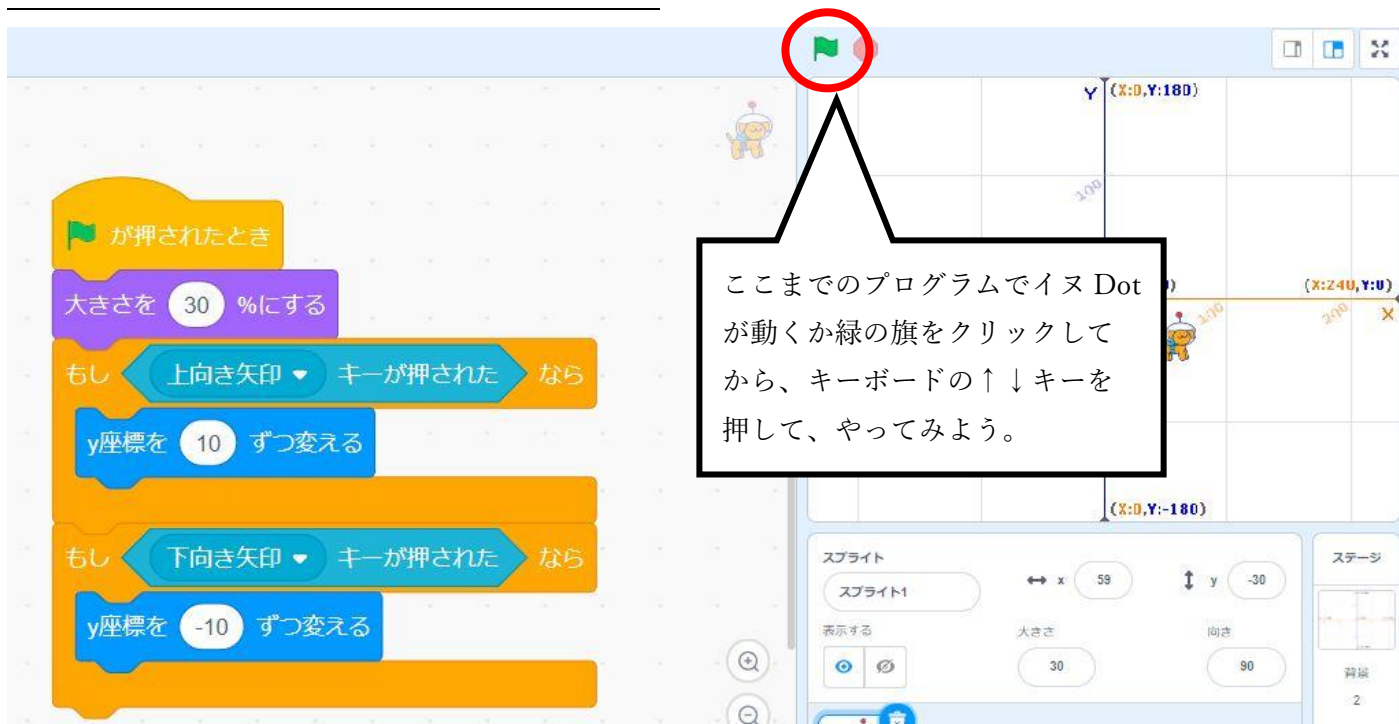 が押されたとき
大きさを 30 %にする
もし 上向き矢印 キーが押された なら
y座標を 10 ずつ変える
もし 下向き矢印 キーが押された なら
y座標を -10 ずつ変える
Y (X:0,Y:180)
100
ここまでのプログラムでイヌ Dot
が動くか緑の旗をクリックして
から、キーボードの↑↓キーを
押して、やってみよう。
(X:240,Y:0)
100
200
X
(X:0,Y:-180)
スプライト
スプライト1
x 59
y -30
表示する
大きさ
向き
30
90
ステージ
背景
2